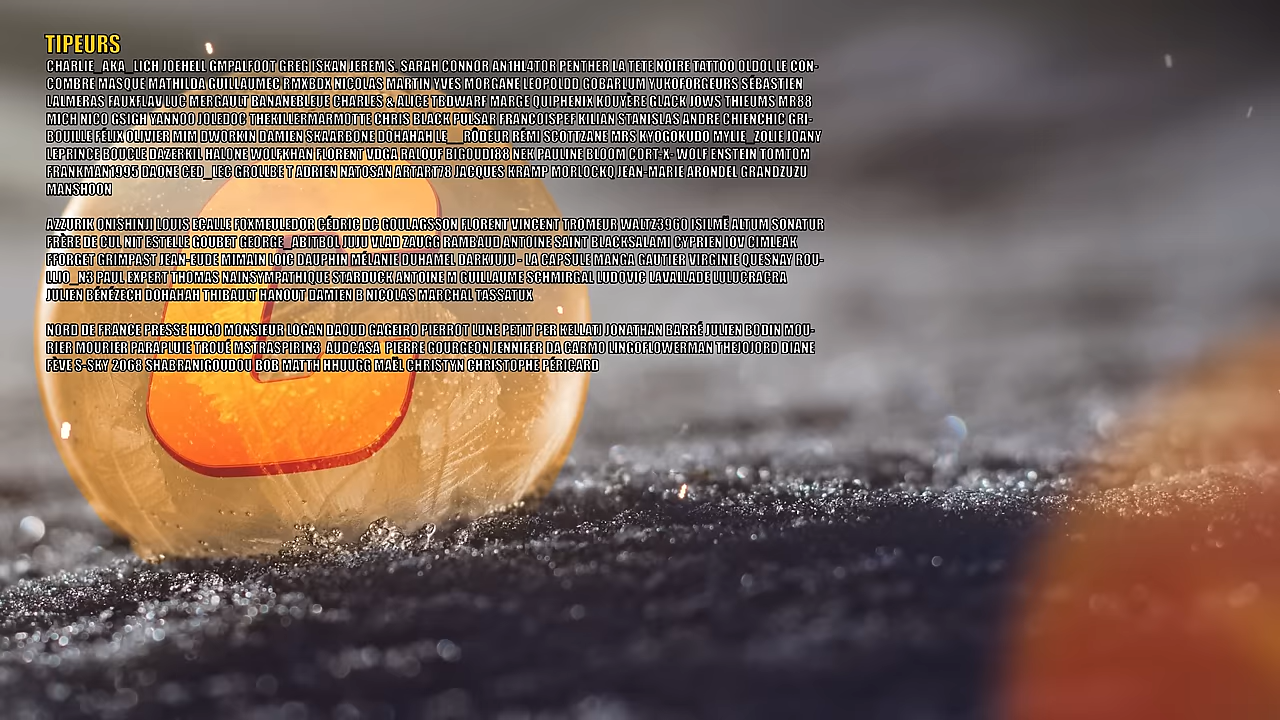 TIPEURS
CHARLIE_AKA_LICH JOEHELL GMPALFOOT GREG ISKAN JEREM S. SARAH CONNOR AN1HL4TOR PENTHER LA TETE NOIRE TATTOO OLDOL LE CON-
COMBRE MASQUE MATHILDA GUILLAUMEC RMXBOX NICOLAS MARTIN YVES MORGANE LEOPOLDD GOBARLUM YUKOFORGEURS SÉBASTIEN
LALMERAS FAUXFLAV LUC MERGAULT BANANEBLEUE CHARLES & ALICE TBDWARF MARGE QUIPHENIX KOUYÈRE GLACK JOWS THIEUMS MR88
MICH NICO GSIGH YANNOO JOLEDOC THEKILLERMARMOTTE CHRIS BLACK PULSAR FRANCOISPEF KILIAN STANISLAS ANDRE CHIENCHIC GRI-
BOUILLE FÉLIX OLIVIER MIM DWORKIN DAMIEN SKAARBONE DOHAHAH LE__RÔDEUR RÉMI SCOTTZANE MRS KYOGOKUDO MYLIE_ZOLIE JOANY
LEPRINCE BOUCLE DAZERKIL HALONE WOLFKHAN FLORENT VDGA RALOUF BIGOUDI88 NEK PAULINE BLOOM CORT-X- WOLF ENSTEIN TOMTOM
FRANKMAN1995 DAONE CED_LEC GROLLBE T ADRIEN NATOSAN ARTART78 JACQUES KRAMP MORLOCKQ JEAN-MARIE ARONDEL GRANDZUZU
MANSHOON
AZZURIK ONISHINJI LOUIS ECALLE FOXMEULEDOR CÉDRIC DC GOULAGSSON FLORENT VINCENT TROMEUR WALTZ3960 ISILMË ALTUM SONATUR
FRÈRE DE CUL NIT ESTELLE GOUBET GEORGE_ABITBOL JUJU VLAD ZAUGG RAMBAUD ANTOINE SAINT BLACKSALAMI CYPRIEN IOV CIMLEAK
FFORGET GRIMPAST JEAN-EUDE MIMAIN LOIC DAUPHIN MÉLANIE DUHAMEL DARKJUJU - LA CAPSULE MANGA GAUTIER VIRGINIE QUESNAY ROU-
LIJO_X3 PAUL EXPERT THOMAS NAINSYMPATHIQUE STARDUCK ANTOINE M GUILLAUME SCHMIRGAL LUDOVIC LAVALLADE LULUCRACRA
JULIEN BÉNÉZECH DOHAHAH THIBAULT HANOUT DAMIEN B NICOLAS MARCHAL TASSATUX
NORD DE FRANCE PRESSE HUGO MONSIEUR LOGAN DAOUD GAGEIRO PIERROT LUNE PETIT PER KELLATI JONATHAN BARRÉ JULIEN BODIN MOU-
RIER MOURIER PARAPLUIE TROUÉ MSTRASPIRIN3 AUDCASA PIERRE GOURGEON JENNIFER DA CARMO LINGOFLOWERMAN THEJOJORD DIANE
FÈVE S-SKY 2068 SHABRANIGOUDOU BOB MATTH HHUUGG MAËL CHRISTYN CHRISTOPHE PÉRICARD